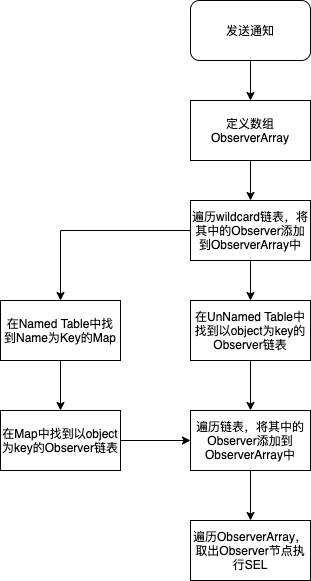 发送通知
定义数组
ObserverArray
遍历wildcard链表，将
其中的Observer添加
到ObserverArray中
在Named Table中找
到Name为Key的Map
在UnNamed Table中
找到以object为key的
Observer链表
在Map中找到以object
为key的Observer链表
遍历链表，将其中的
Observer添加到
ObserverArray中
遍历ObserverArray，
取出Observer节点执
行SEL